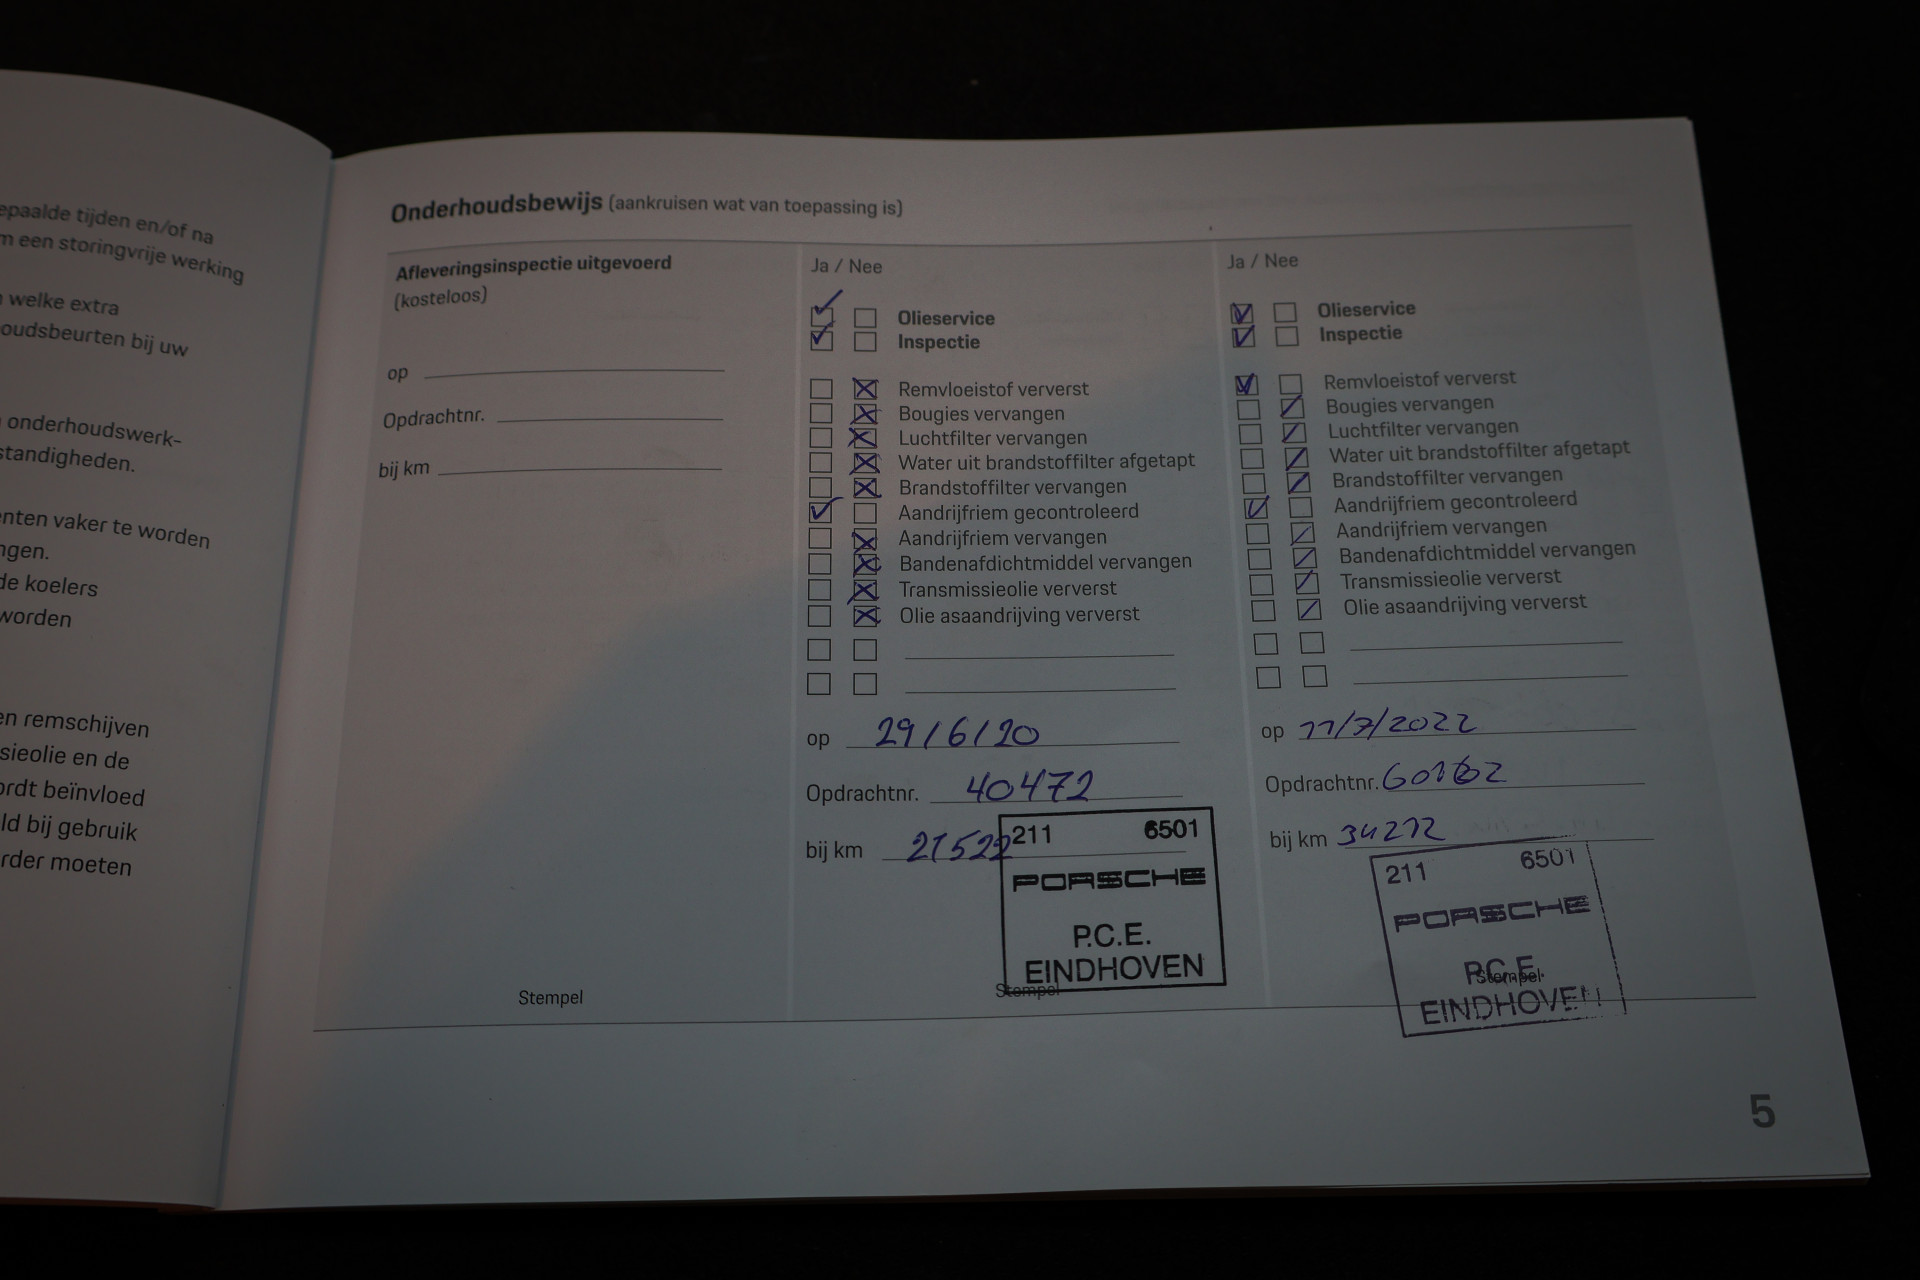 epaalde tijden en/of na
m een storingvrije werking
welke extra
oudsbeurten bij uw
onderhoudswerk-
standigheden.
enten vaker te worden
ngen.
de koelers
worden
en remschijven
sieolie en de
ordt beïnvloed
ld bij gebruik
rder moeten
Onderhoudsbewijs (aankruisen wat van toepassing is)
Afleveringsinspectie uitgevoerd
(kosteloos)
op
Opdrachtnr.
bij km
Stempel
Ja / Nee
Olieservice
Inspectie
Remvloeistof ververst
Bougies vervangen
Luchtfilter vervangen
Water uit brandstoffilter afgetapt
Brandstoffilter vervangen
Aandrijfriem gecontroleerd
Aandrijfriem vervangen
Bandenafdichtmiddel vervangen
Transmissieolie ververst
Olie asaandrijving ververst
op 29/6/20
Opdrachtnr. 40472
bij km 21522
211 6501
PORSCHE
P.C.E.
EINDHOVEN
Stempel
Ja / Nee
Olieservice
Inspectie
Remvloeistof ververst
Bougies vervangen
Luchtfilter vervangen
Water uit brandstoffilter afgetapt
Brandstoffilter vervangen
Aandrijfriem gecontroleerd
Aandrijfriem vervangen
Bandenafdichtmiddel vervangen
Transmissieolie ververst
Olie asaandrijving ververst
op 11/7/2022
Opdrachtnr.
bij km 34212
211 6501
PORSCHE
P.C.E.
Stempel
EINDHOVEN
5